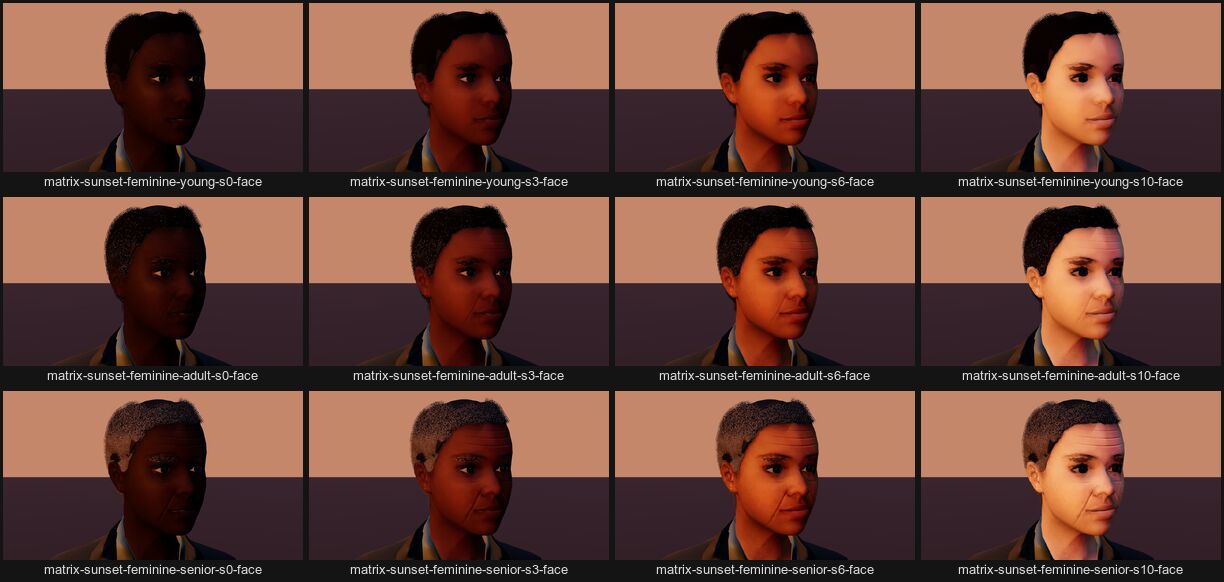 matrix-sunset-feminine-young-s0-face
matrix-sunset-feminine-young-s3-face
matrix-sunset-feminine-young-s6-face
matrix-sunset-feminine-young-s10-face
matrix-sunset-feminine-adult-s0-face
matrix-sunset-feminine-adult-s3-face
matrix-sunset-feminine-adult-s6-face
matrix-sunset-feminine-adult-s10-face
matrix-sunset-feminine-senior-s0-face
matrix-sunset-feminine-senior-s3-face
matrix-sunset-feminine-senior-s6-face
matrix-sunset-feminine-senior-s10-face